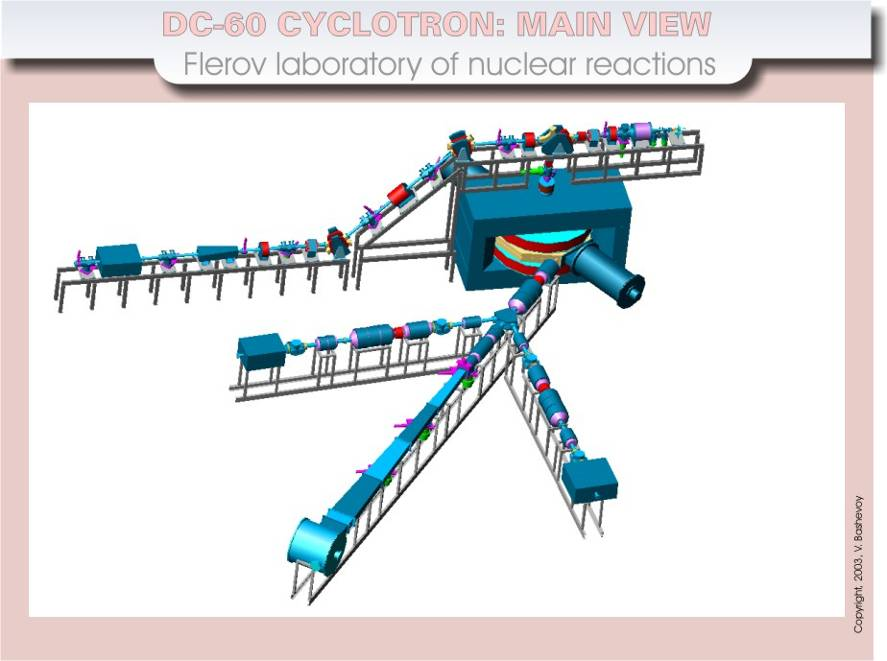 DC-60 CYCLOTRON: MAIN VIEW
Flerov laboratory of nuclear reactions
Copyright, 2003, V. Bashevoy